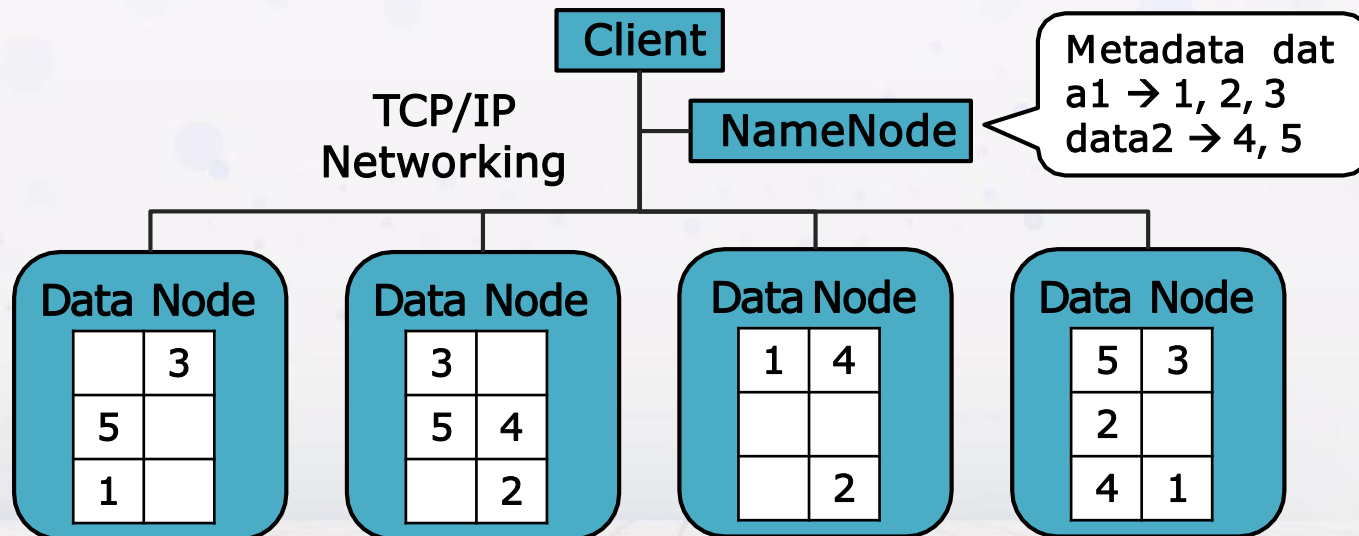 Client
Metadata dat
a1 → 1, 2, 3
data2 → 4, 5
TCP/IP
Networking
NameNode
Data Node
3
5
1
Data Node
3
5 4
2
Data Node
1 4
2
Data Node
5 3
2
4 1